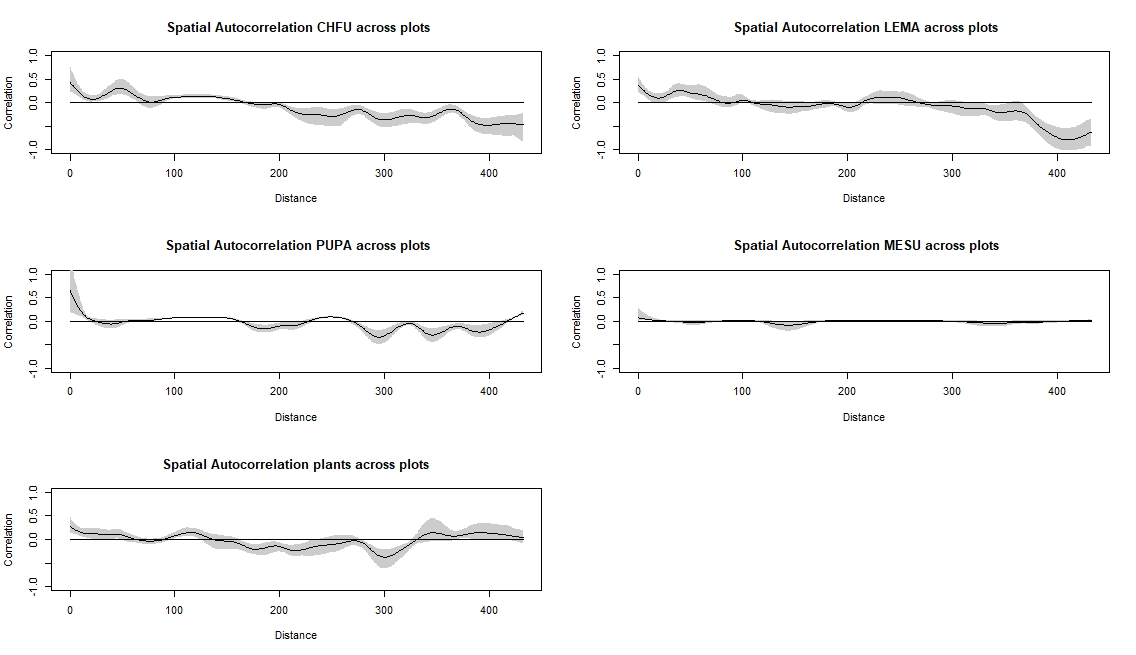 Spatial Autocorrelation CHFU across plots
Correlation
1.0
0.5
0.0
-1.0
0 100 200 300 400
Distance
Spatial Autocorrelation LEMA across plots
Correlation
1.0
0.5
0.0
-1.0
0 100 200 300 400
Distance
Spatial Autocorrelation PUPA across plots
Correlation
1.0
0.5
0.0
-1.0
0 100 200 300 400
Distance
Spatial Autocorrelation MESU across plots
Correlation
1.0
0.5
0.0
-1.0
0 100 200 300 400
Distance
Spatial Autocorrelation plants across plots
Correlation
1.0
0.5
0.0
-1.0
0 100 200 300 400
Distance